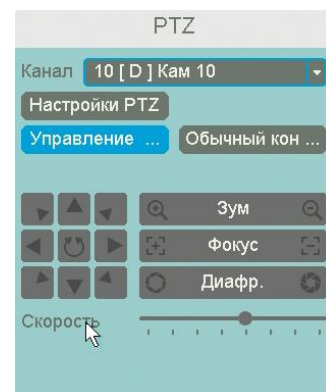 PTZ
Канал 10 [ D ] Кам 10
Настройки PTZ
Управление ... Обычный кон ...
Зум
Фокус
Диафр.
Скорость